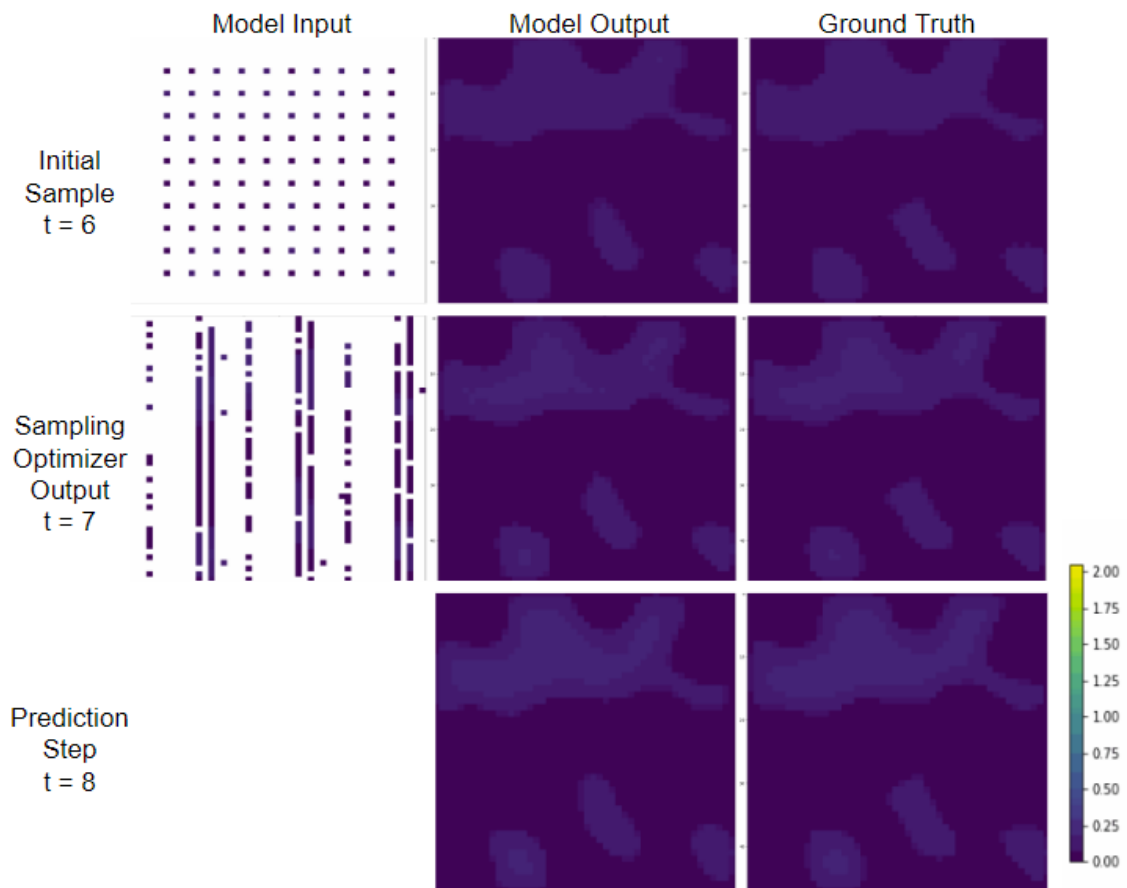 Model Input
Model Output
Ground Truth
Initial
Sample
t = 6
Sampling
Optimizer
Output
t = 7
Prediction
Step
t = 8
2.00
1.75
1.50
1.25
1.00
0.75
0.50
0.25
0.00